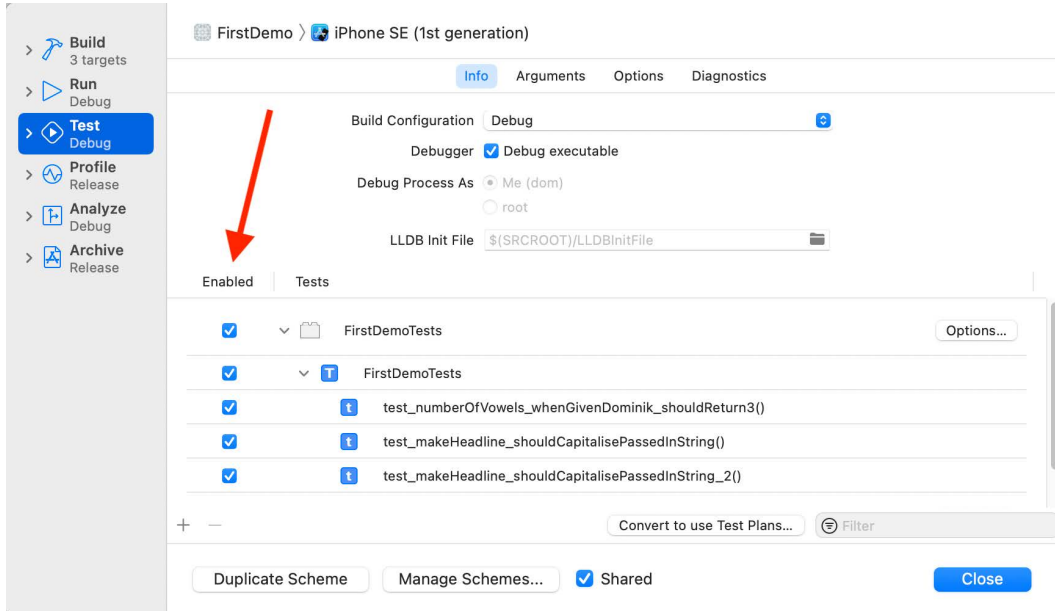 Build
3 targets
Run
Debug
Test
Debug
Profile
Release
Analyze
Debug
Archive
Release
FirstDemo iPhone SE (1st generation)
Info Arguments Options Diagnostics
Build Configuration Debug
Debugger Debug executable
Debug Process As Me (dom)
root
LLDB Init File $(SRCROOT)/LLDBInitFile
Enabled Tests
FirstDemoTests Options...
T FirstDemoTests
t test_numberOfVowels_whenGivenDominik_shouldReturn3()
t test_makeHeadline_shouldCapitalisePassedInString()
t test_makeHeadline_shouldCapitalisePassedInString_2()
Convert to use Test Plans... Filter
Duplicate Scheme Manage Schemes... Shared Close